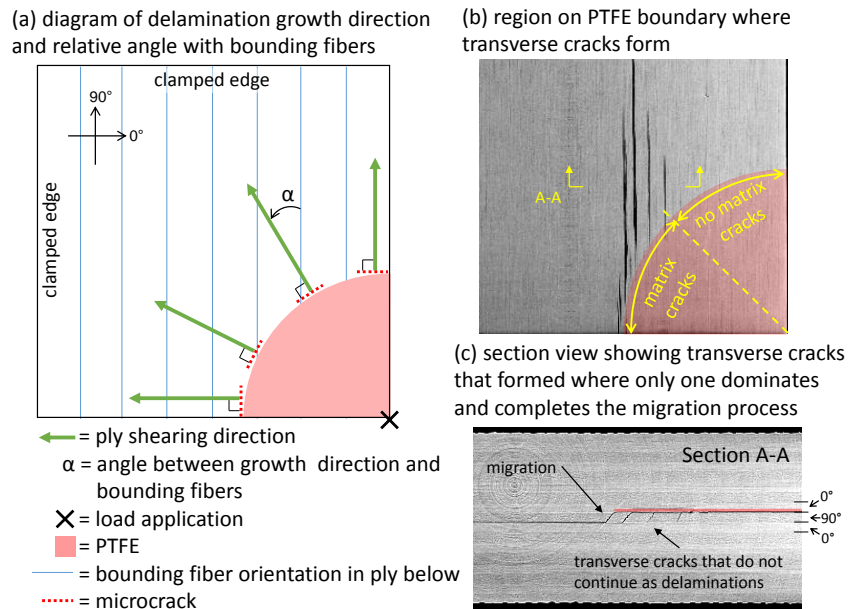 (a) diagram of delamination growth direction
and relative angle with bounding fibers
clamped edge
90°
0°
clamped edge
α
= ply shearing direction
α = angle between growth direction and
bounding fibers
= load application
= PTFE
= bounding fiber orientation in ply below
= microcrack
(b) region on PTFE boundary where
transverse cracks form
A-A
no matrix
cracks
matrix
cracks
(c) section view showing transverse cracks
that formed where only one dominates
and completes the migration process
Section A-A
migration
0°
90°
0°
transverse cracks that do not
continue as delaminations